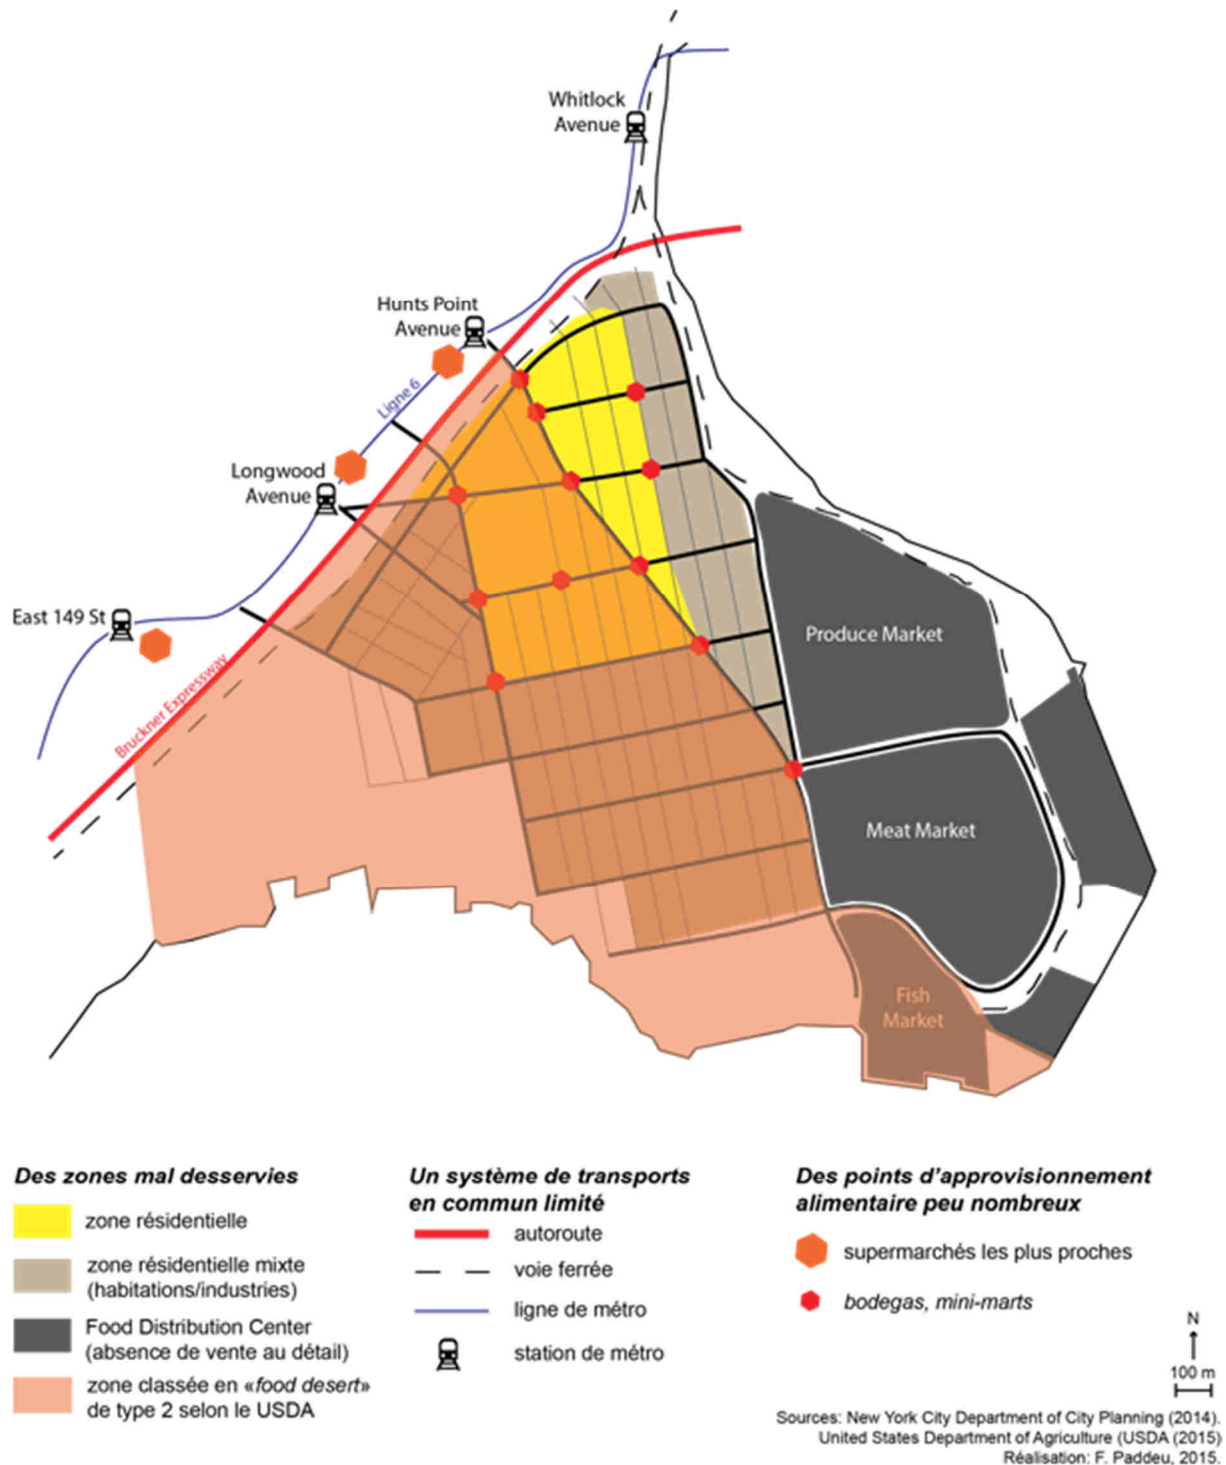 Whitlock
Avenue
Hunts Point
Avenue
Ligne 6
Longwood
Avenue
East 149 St
Bruckner Expressway
Produce Market
Meat Market
Fish
Market
Des zones mal desservies
zone résidentielle
zone résidentielle mixte
(habitations/industries)
Food Distribution Center
(absence de vente au détail)
zone classée en «food desert»
de type 2 selon le USDA
Un système de transports
en commun limité
autoroute
voie ferrée
ligne de métro
station de métro
Des points d’approvisionnement
alimentaire peu nombreux
supermarchés les plus proches
bodegas, mini-marts
N
100 m
Sources: New York City Department of City Planning (2014).
United States Department of Agriculture (USDA (2015)
Réalisation: F. Paddeu, 2015.